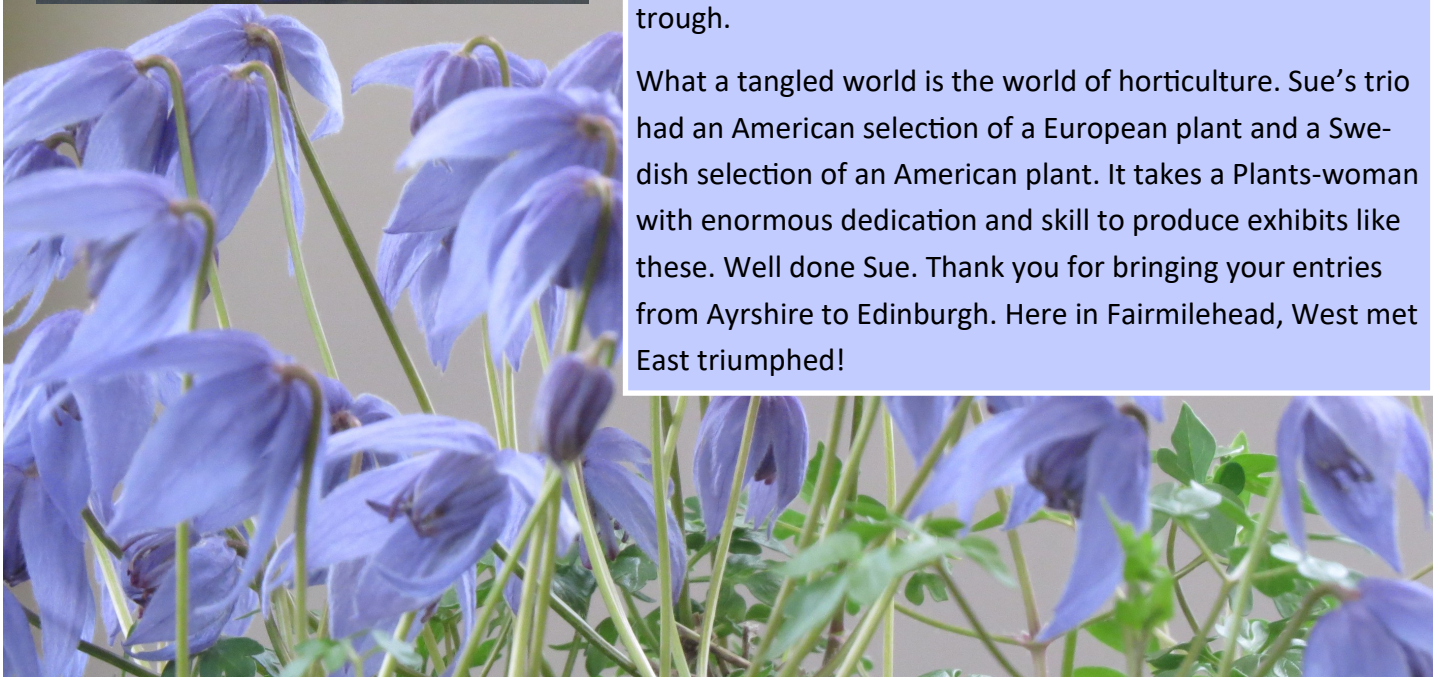 trough.
What a tangled world is the world of horticulture. Sue’s trio
had an American selection of a European plant and a Swe-
dish selection of an American plant. It takes a Plants-woman
with enormous dedication and skill to produce exhibits like
these. Well done Sue. Thank you for bringing your entries
from Ayrshire to Edinburgh. Here in Fairmilehead, West met
East triumphed!